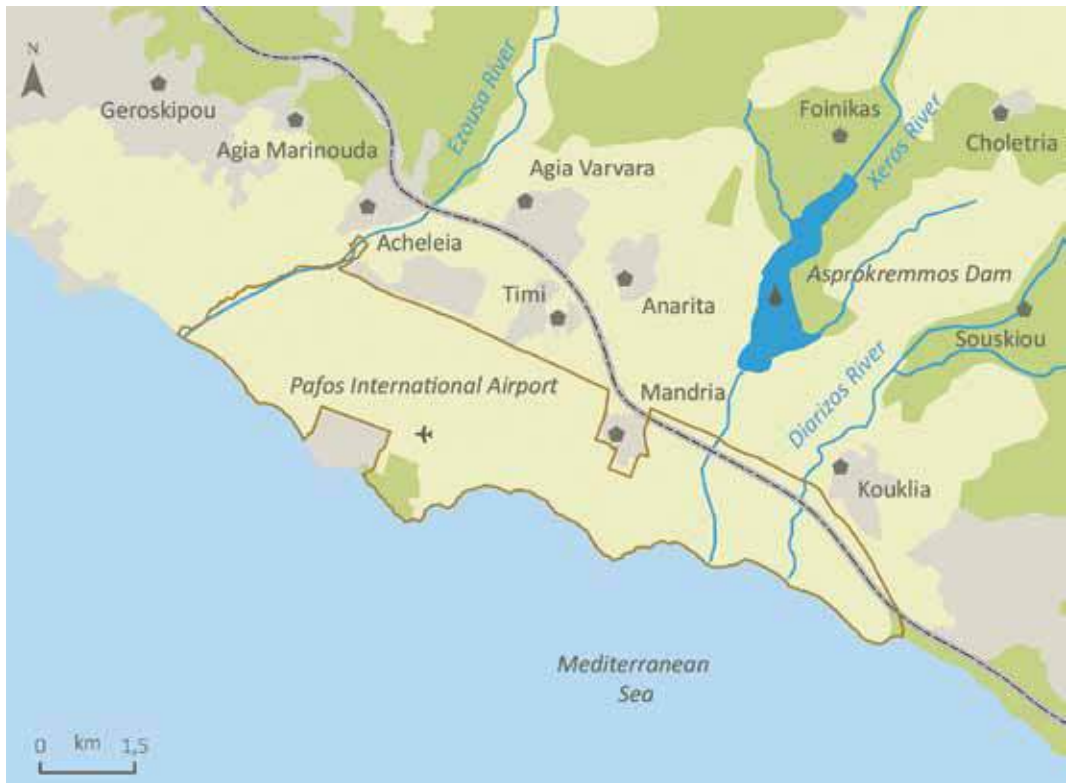 N
Geroskipou
Agia Marinouda
Ezousa River
Agia Varvara
Foinikas
Xeros River
Choletria
Acheleia
Timi
Anarita
Asprokremmos Dam
Souskiou
Pafos International Airport
Mandria
Diarizos River
Kouklia
Mediterranean
Sea
0 km 1,5